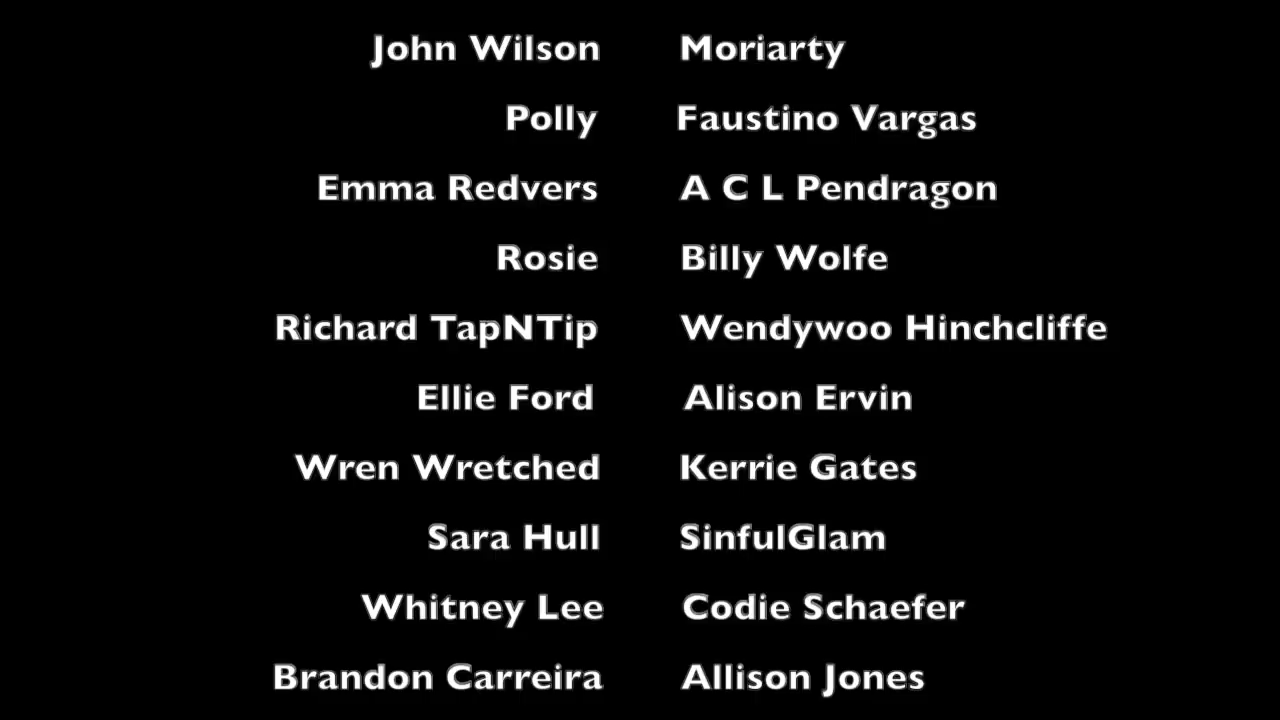 John Wilson Moriarty
Polly Faustino Vargas
Emma Redvers A C L Pendragon
Rosie Billy Wolfe
Richard TapNTip Wendywoo Hinchcliffe
Ellie Ford Alison Ervin
Wren Wretched Kerrie Gates
Sara Hull SinfulGlam
Whitney Lee Codie Schaefer
Brandon Carreira Allison Jones